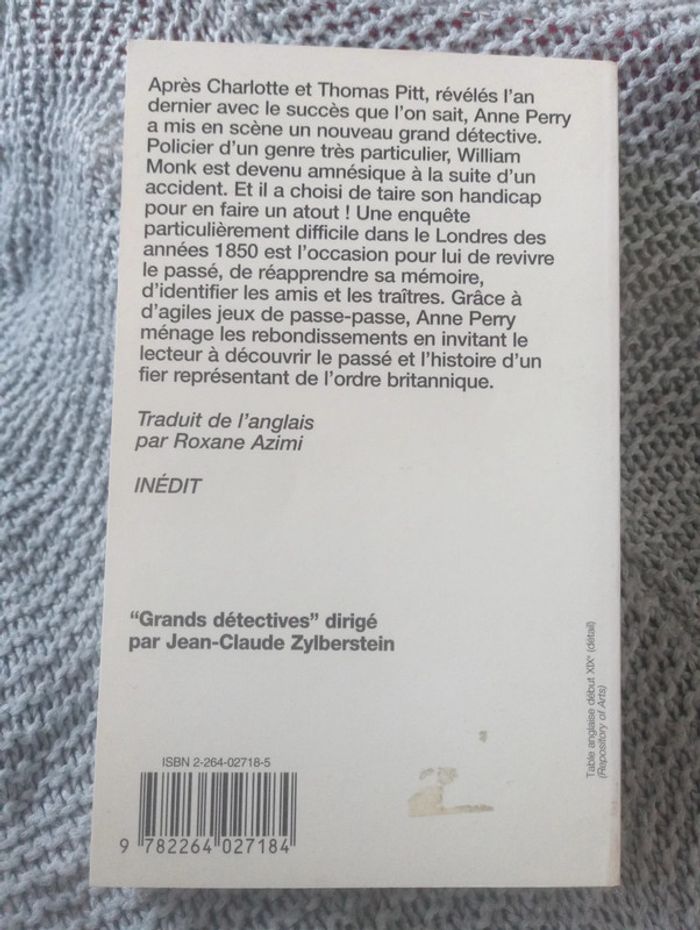 Après Charlotte et Thomas Pitt, révélés l'an
dernier avec le succès que l'on sait, Anne Perry
a mis en scène un nouveau grand détective.
Policier d'un genre très particulier, William
Monk est devenu amnésique à la suite d'un
accident. Et il a choisi de taire son handicap
pour en faire un atout ! Une enquête
particulièrement difficile dans le Londres des
années 1850 est l'occasion pour lui de revivre
le passé, de réapprendre sa mémoire,
d'identifier les amis et les traîtres. Grâce à
d'agiles jeux de passe-passe, Anne Perry
ménage les rebondissements en invitant le
lecteur à découvrir le passé et l'histoire d'un
fier représentant de l'ordre britannique.
Traduit de l'anglais
par Roxane Azimi
INÉDIT
"Grands détectives" dirigé
par Jean-Claude Zylberstein
Table anglaise début XIXe (détail)
(Repository of Arts)
ISBN 2-264-02718-5
9 782264 027184